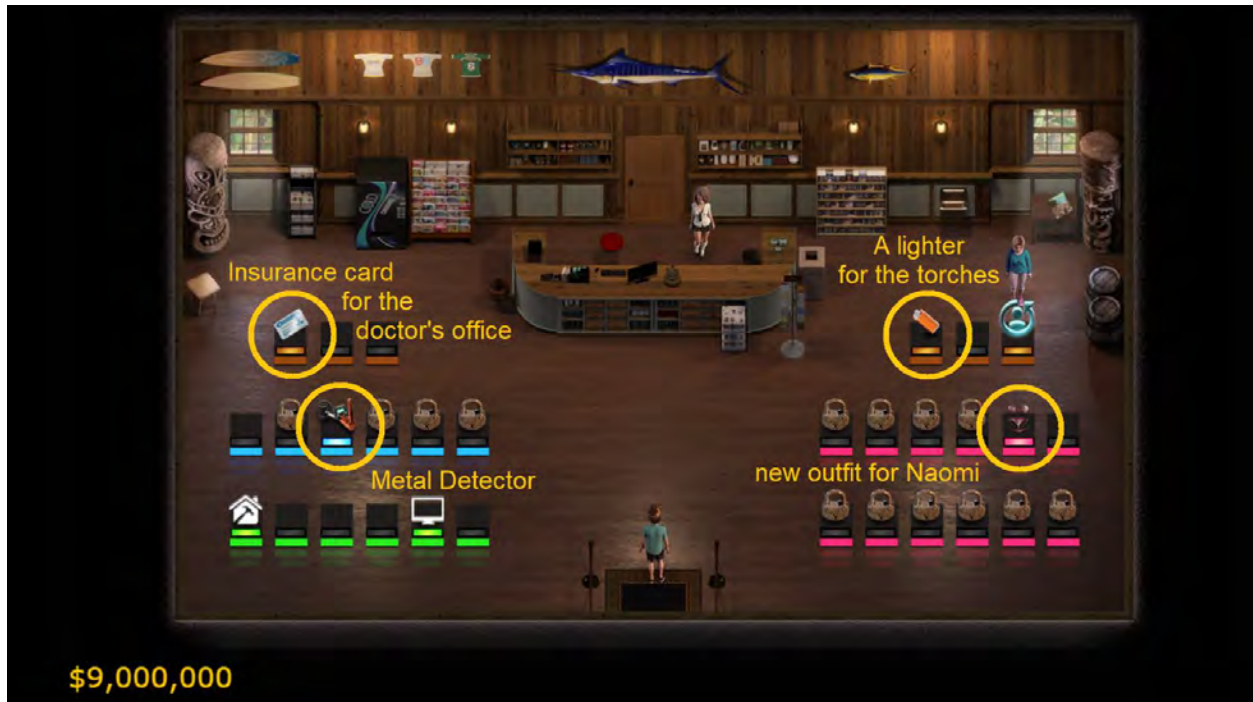 Insurance card
for the
doctor's office
A lighter
for the torches
Metal Detector
new outfit for Naomi
$9,000,000